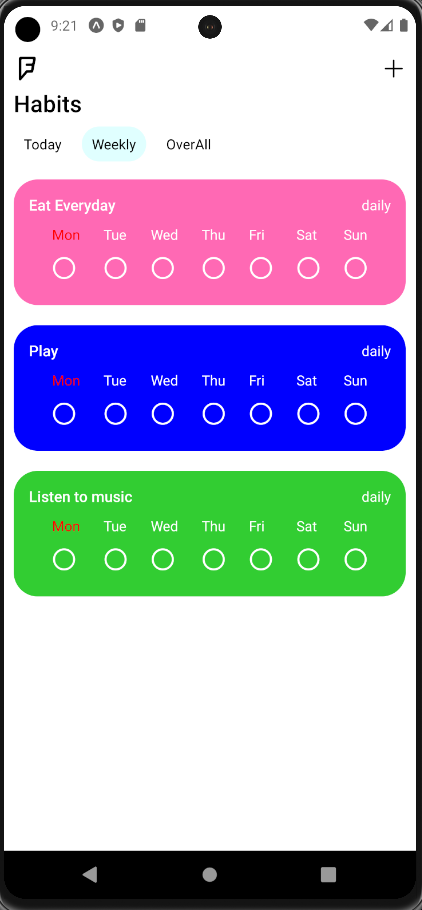 9:21
Habits
Today Weekly OverAll
Eat Everyday daily
Mon Tue Wed Thu Fri Sat Sun
Play daily
Mon Tue Wed Thu Fri Sat Sun
Listen to music daily
Mon Tue Wed Thu Fri Sat Sun